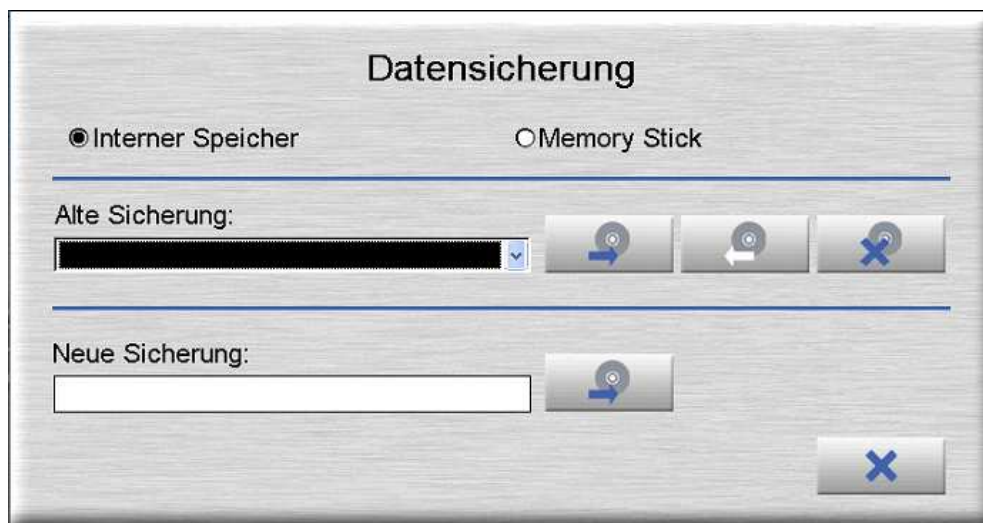 Datensicherung
Interner Speicher
Memory Stick
Alte Sicherung:
Neue Sicherung: